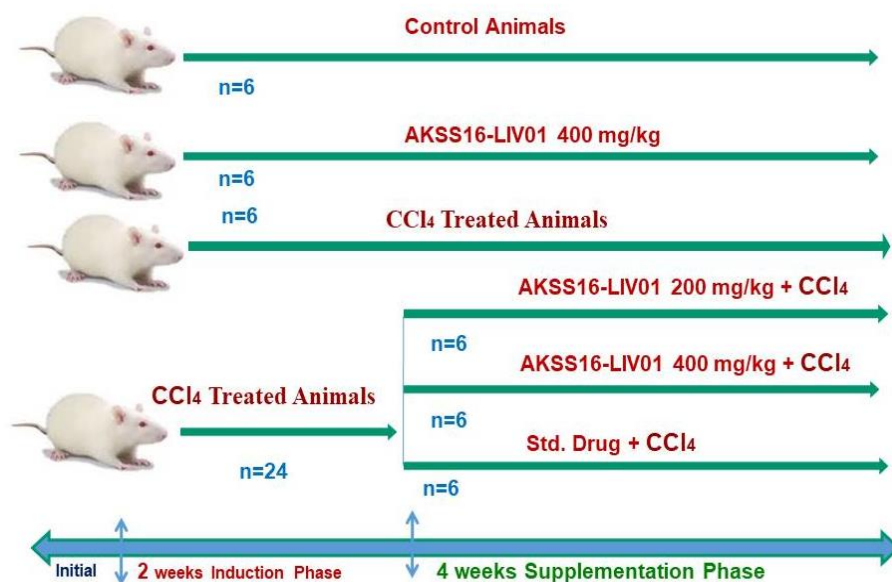 Control Animals
n=6
AKSS16-LIV01 400 mg/kg
n=6
n=6
CCl₄ Treated Animals
AKSS16-LIV01 200 mg/kg + CCl₄
n=6
AKSS16-LIV01 400 mg/kg + CCl₄
CCl₄ Treated Animals
n=6
Std. Drug + CCl₄
n=24
n=6
Initial
2 weeks Induction Phase
4 weeks Supplementation Phase